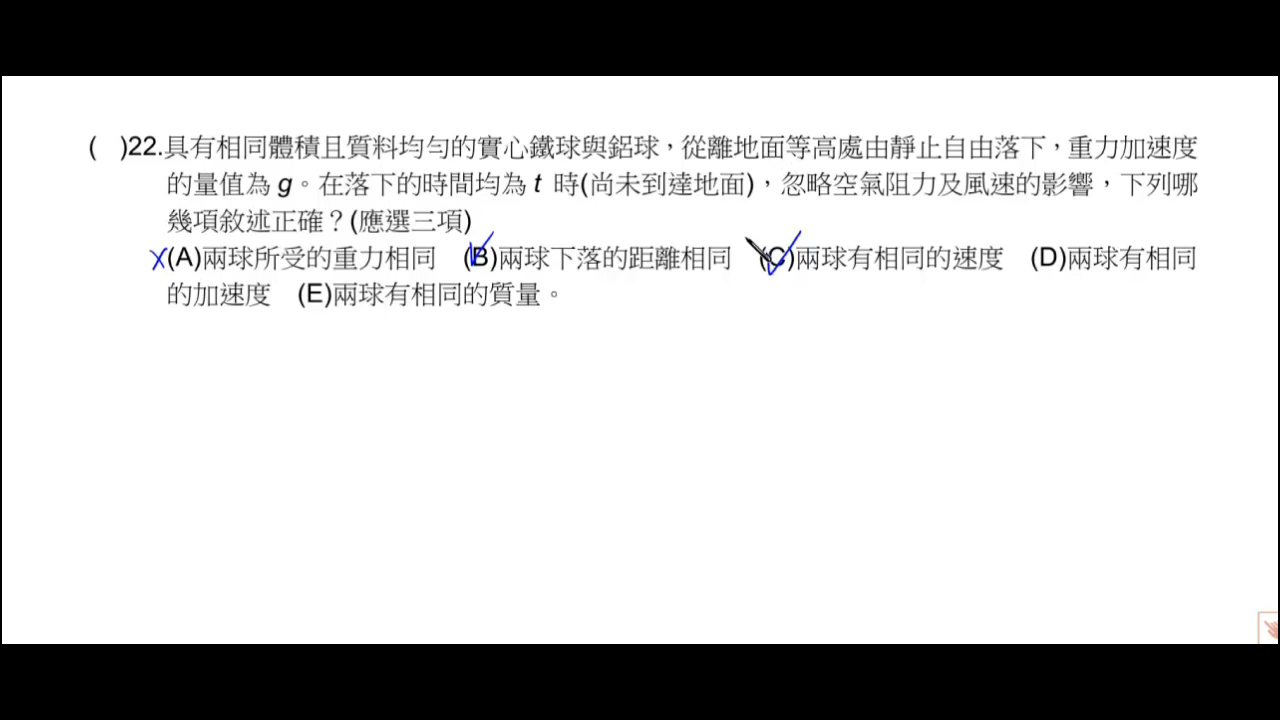 ( )22.具有相同體積且質料均勻的實心鐵球與鋁球，從離地面等高處由靜止自由落下，重力加速度
的量值為 g。在落下的時間均為 t 時(尚未到達地面)，忽略空氣阻力及風速的影響，下列哪
幾項敘述正確？(應選三項)
(A)兩球所受的重力相同 (B)兩球下落的距離相同 (C)兩球有相同的速度 (D)兩球有相同
的加速度 (E)兩球有相同的質量。